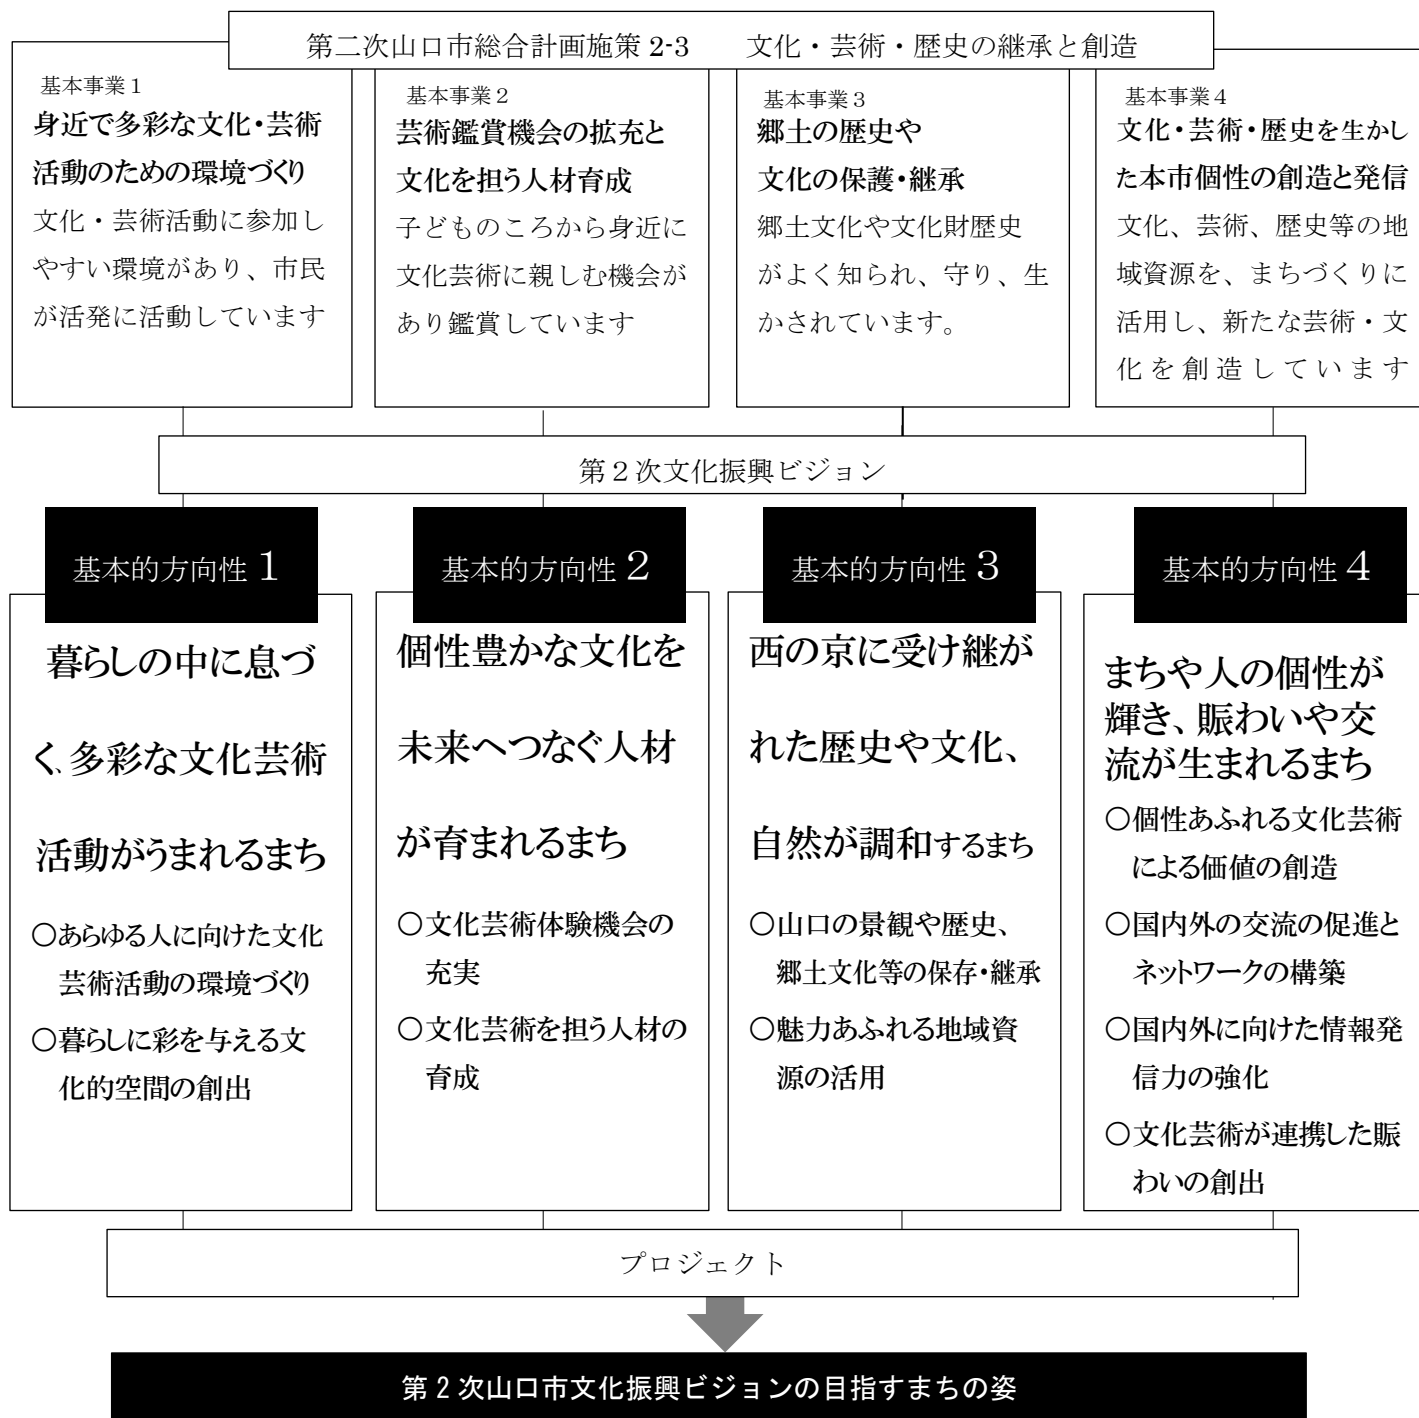 第二次山口市総合計画施策 2-3　　文化・芸術・歴史の継承と創造
基本事業１
身近で多彩な文化・芸術
活動のための環境づくり
文化・芸術活動に参加し
やすい環境があり、市民
が活発に活動しています
基本事業２
芸術鑑賞機会の拡充と
文化を担う人材育成
子どものころから身近に
文化芸術に親しむ機会が
あり鑑賞しています
基本事業３
郷土の歴史や
文化の保護・継承
郷土文化や文化財歴史
がよく知られ、守り、生
かされています。
基本事業４
文化・芸術・歴史を生かし
た本市個性の創造と発信
文化、芸術、歴史等の地
域資源を、まちづくりに
活用し、新たな芸術・文
化を創造しています
第２次文化振興ビジョン
基本的方向性１
暮らしの中に息づ
く、多彩な文化芸術
活動がうまれるまち
○あらゆる人に向けた文化
芸術活動の環境づくり
○暮らしに彩を与える文
化的空間の創出
基本的方向性２
個性豊かな文化を
未来へつなぐ人材
が育まれるまち
○文化芸術体験機会の
充実
○文化芸術を担う人材の
育成
基本的方向性３
西の京に受け継が
れた歴史や文化、
自然が調和するまち
○山口の景観や歴史、
郷土文化等の保存・継承
○魅力あふれる地域資
源の活用
基本的方向性４
まちや人の個性が
輝き、賑わいや交
流が生まれるまち
○個性あふれる文化芸術
による価値の創造
○国内外の交流の促進と
ネットワークの構築
○国内外に向けた情報発
信力の強化
○文化芸術が連携した賑
わいの創出
プロジェクト
第２次山口市文化振興ビジョンの目指すまちの姿